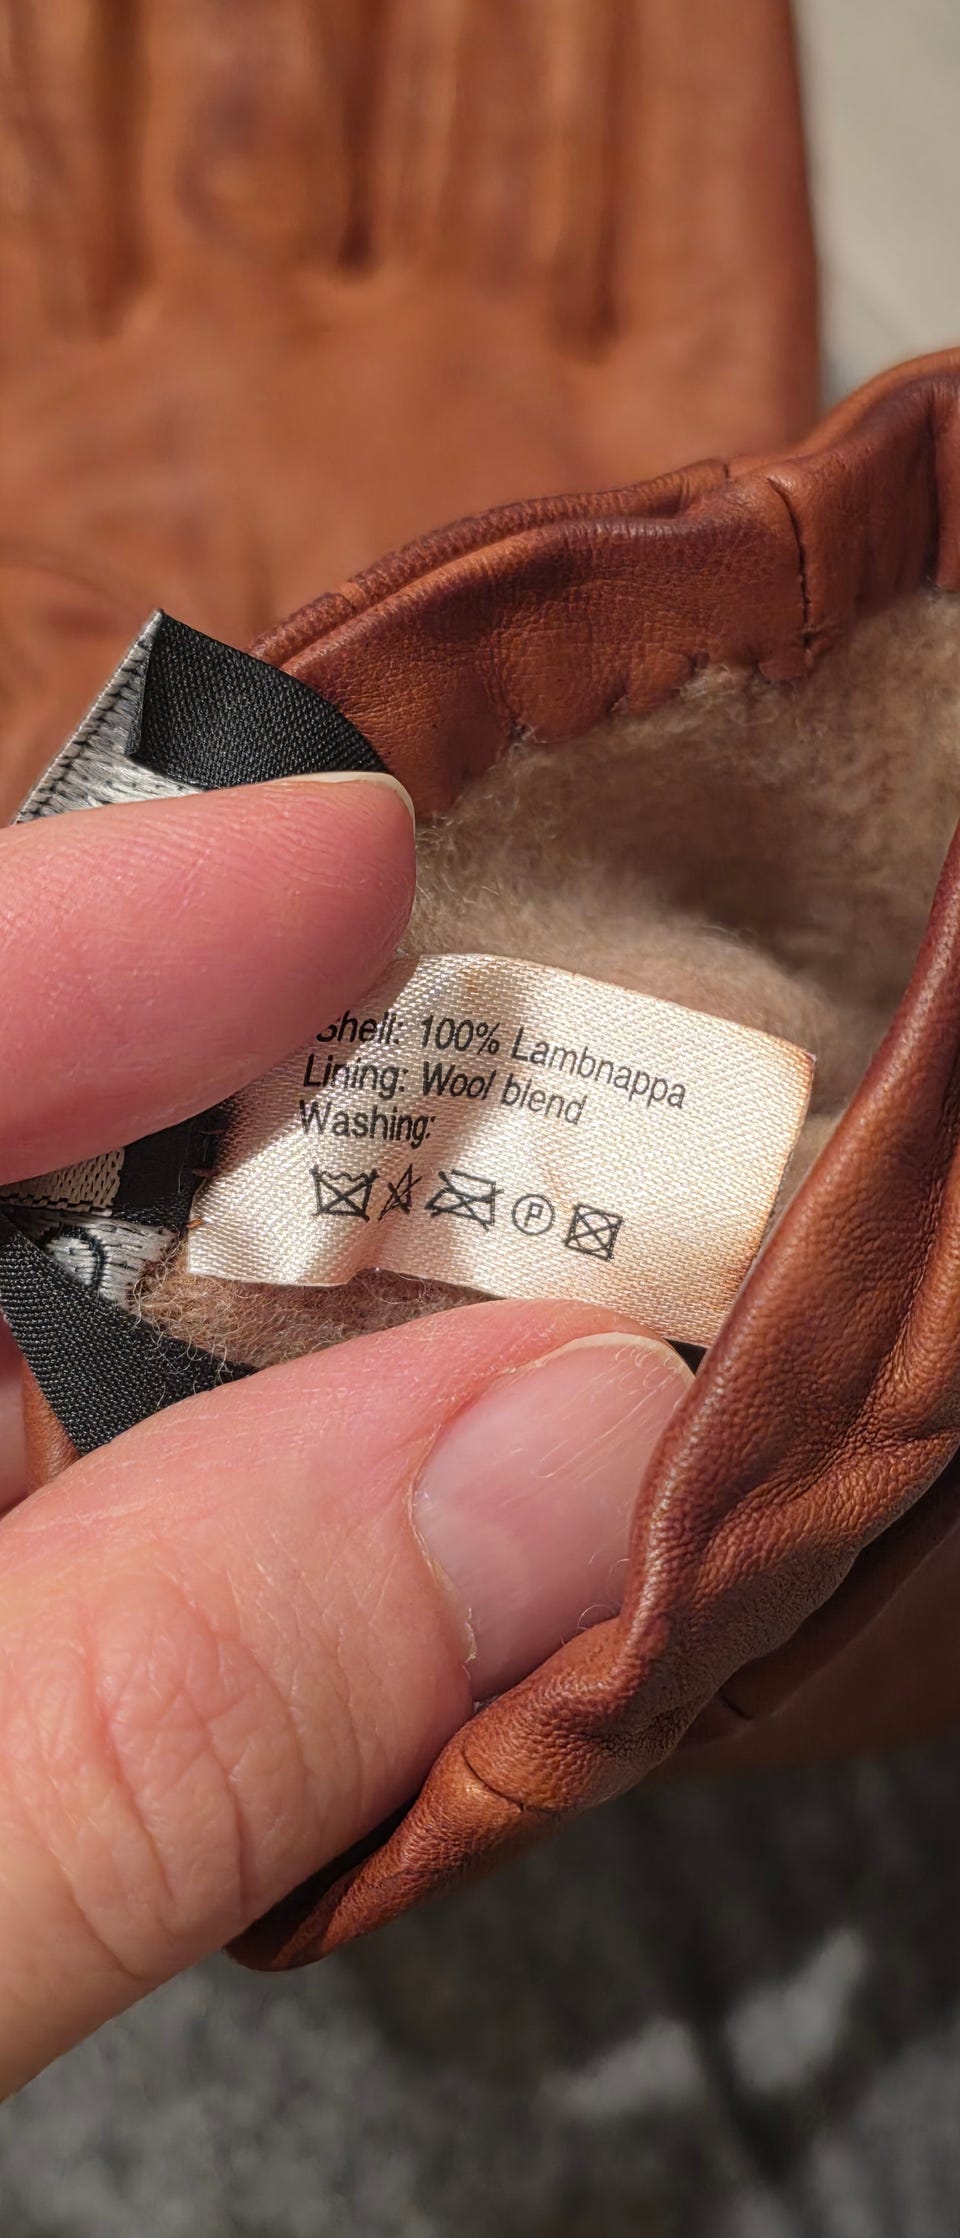 Shell: 100% Lambnappa
Lining: Wool blend
Washing:
P